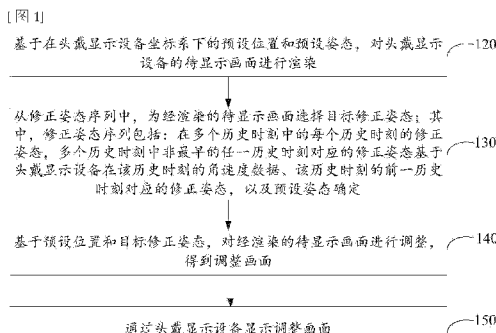 [图1]
基于在头戴显示设备坐标系下的预设位置和预设姿态，对头戴显示
设备的待显示画面进行渲染
120
从修正姿态序列中，为经渲染的待显示画面选择目标修正姿态；其
中，修正姿态序列包括：在多个历史时刻中的每个历史时刻的修正
姿态，多个历史时刻中非最早的任一历史时刻对应的修正姿态基于
头戴显示设备在该历史时刻的角速度数据、该历史时刻的前一历史
时刻对应的修正姿态，以及预设姿态确定
130
基于预设位置和目标修正姿态，对经渲染的待显示画面进行调整，
得到调整画面
140
通过头戴显示设备显示调整画面
150